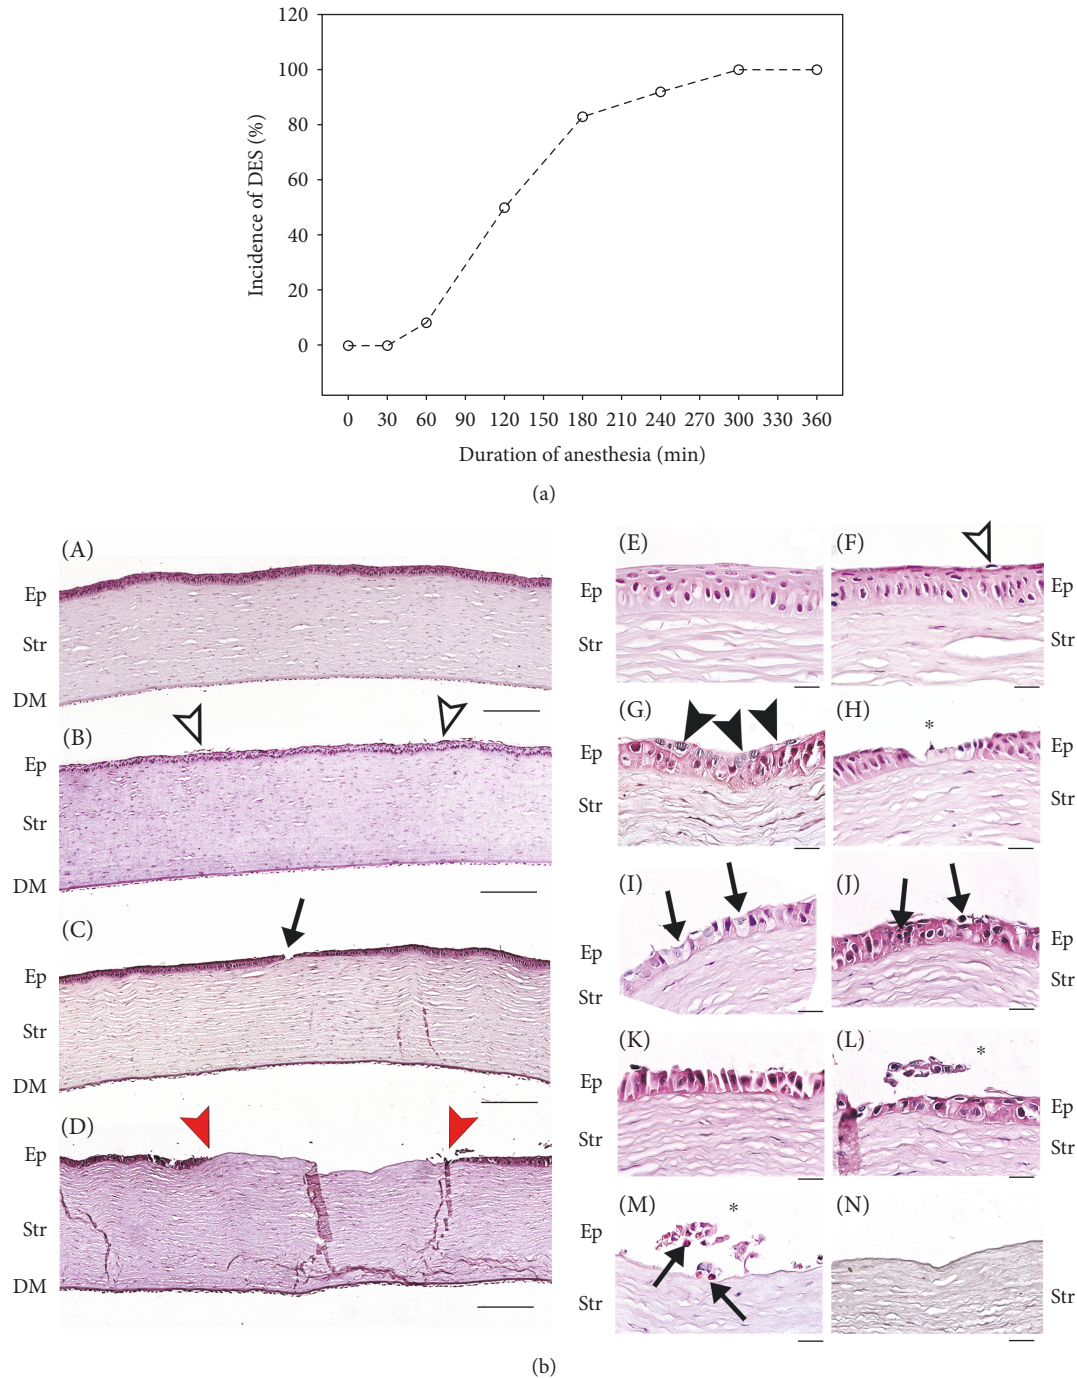 120
100
80
60
40
20
0
Incidence of DES (%)
0 30 60 90 120 150 180 210 240 270 300 330 360
Duration of anesthesia (min)
(a)
(A)
Ep
Str
DM
(B)
Ep
Str
DM
(C)
Ep
Str
DM
(D)
Ep
Str
DM
(E)
Ep
Str
(F)
Ep
Str
(G)
Ep
Str
(H)
*
Ep
Str
(I)
Ep
Str
(J)
Ep
Str
(K)
Ep
Str
(L)
*
Ep
Str
(M)
*
Ep
Str
(N)
Str
(b)